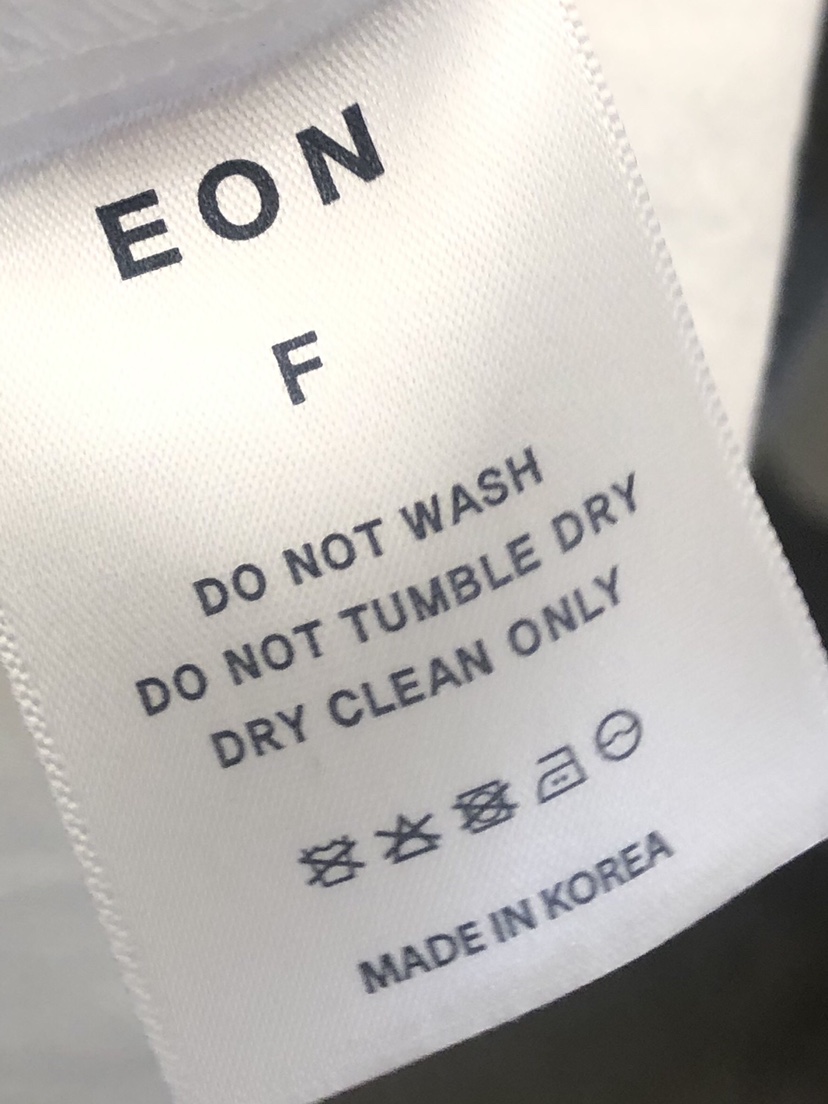 EON
F
DO NOT WASH
DO NOT TUMBLE DRY
DRY CLEAN ONLY
MADE IN KOREA